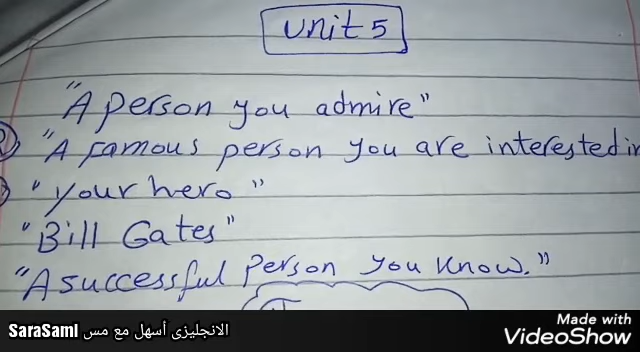 unit 5
"A person you admire"
"A famous person you are interested in
"your hero"
"Bill Gates"
"A successful person you know."
SaraSamI الانجليزى أسهل مع مس
Made with
VideoShow